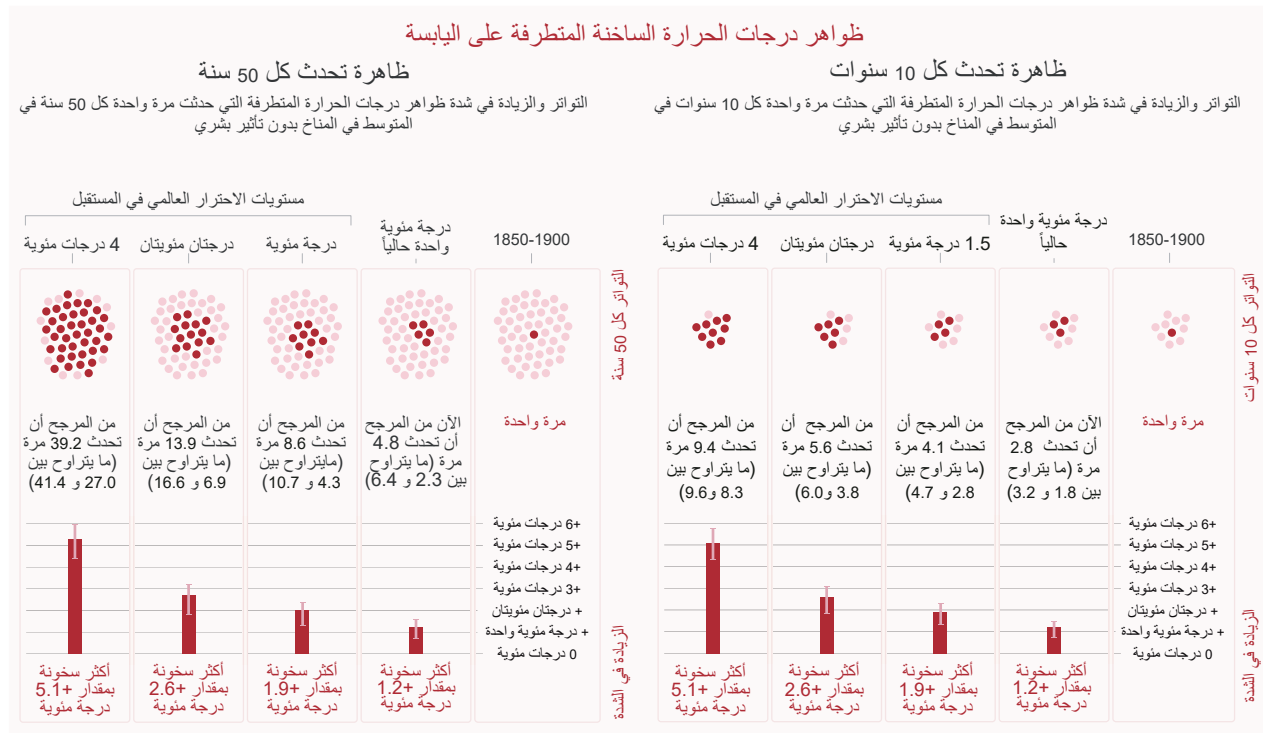 ظواهر درجات الحرارة الساخنة المتطرفة على اليابسة
ظاهرة تحدث كل 10 سنوات
التواتر والزيادة في شدة ظواهر درجات الحرارة المتطرفة التي حدثت مرة واحدة كل 10 سنوات في
المتوسط في المناخ بدون تأثير بشري
مستويات الاحترار العالمي في المستقبل
1850-1900
درجة مئوية واحدة
حالياً
1.5 درجة مئوية
درجتان مئويتان
4 درجات مئوية
التواتر كل 10 سنوات
مرة واحدة
الآن من المرجح
أن تحدث 2.8
مرة (ما يتراوح
بين 1.8 و 3.2)
من المرجح أن
تحدث 4.1 مرة
(ما يتراوح بين
2.8 و 4.7)
من المرجح أن
تحدث 5.6 مرة
(ما يتراوح بين
3.8 و 6.0)
من المرجح أن
تحدث 9.4 مرة
(ما يتراوح بين
8.3 و9.6)
الزيادة في الشدة
+6 درجات مئوية
+5 درجات مئوية
+4 درجات مئوية
+3 درجات مئوية
+ درجتان مئويتان
+ درجة مئوية واحدة
0 درجات مئوية
أكثر سخونة
بمقدار +1.2
درجة مئوية
أكثر سخونة
بمقدار +1.9
درجة مئوية
أكثر سخونة
بمقدار +2.6
درجة مئوية
أكثر سخونة
بمقدار +5.1
درجة مئوية
ظاهرة تحدث كل 50 سنة
التواتر والزيادة في شدة ظواهر درجات الحرارة المتطرفة التي حدثت مرة واحدة كل 50 سنة في
المتوسط في المناخ بدون تأثير بشري
مستويات الاحترار العالمي في المستقبل
1850-1900
درجة مئوية
واحدة حالياً
درجة مئوية
درجتان مئويتان
4 درجات مئوية
التواتر كل 50 سنة
مرة واحدة
الآن من المرجح
أن تحدث 4.8
مرة (ما يتراوح
بين 2.3 و 6.4)
من المرجح أن
تحدث 8.6 مرة
(مايتراوح بين
4.3 و 10.7)
من المرجح أن
تحدث 13.9 مرة
(ما يتراوح بين
6.9 و 16.6)
من المرجح أن
تحدث 39.2 مرة
(ما يتراوح بين
27.0 و 41.4)
الزيادة في الشدة
+6 درجات مئوية
+5 درجات مئوية
+4 درجات مئوية
+3 درجات مئوية
+ درجتان مئويتان
+ درجة مئوية واحدة
0 درجات مئوية
أكثر سخونة
بمقدار +1.2
درجة مئوية
أكثر سخونة
بمقدار +1.9
درجة مئوية
أكثر سخونة
بمقدار +2.6
درجة مئوية
أكثر سخونة
بمقدار +5.1
درجة مئوية